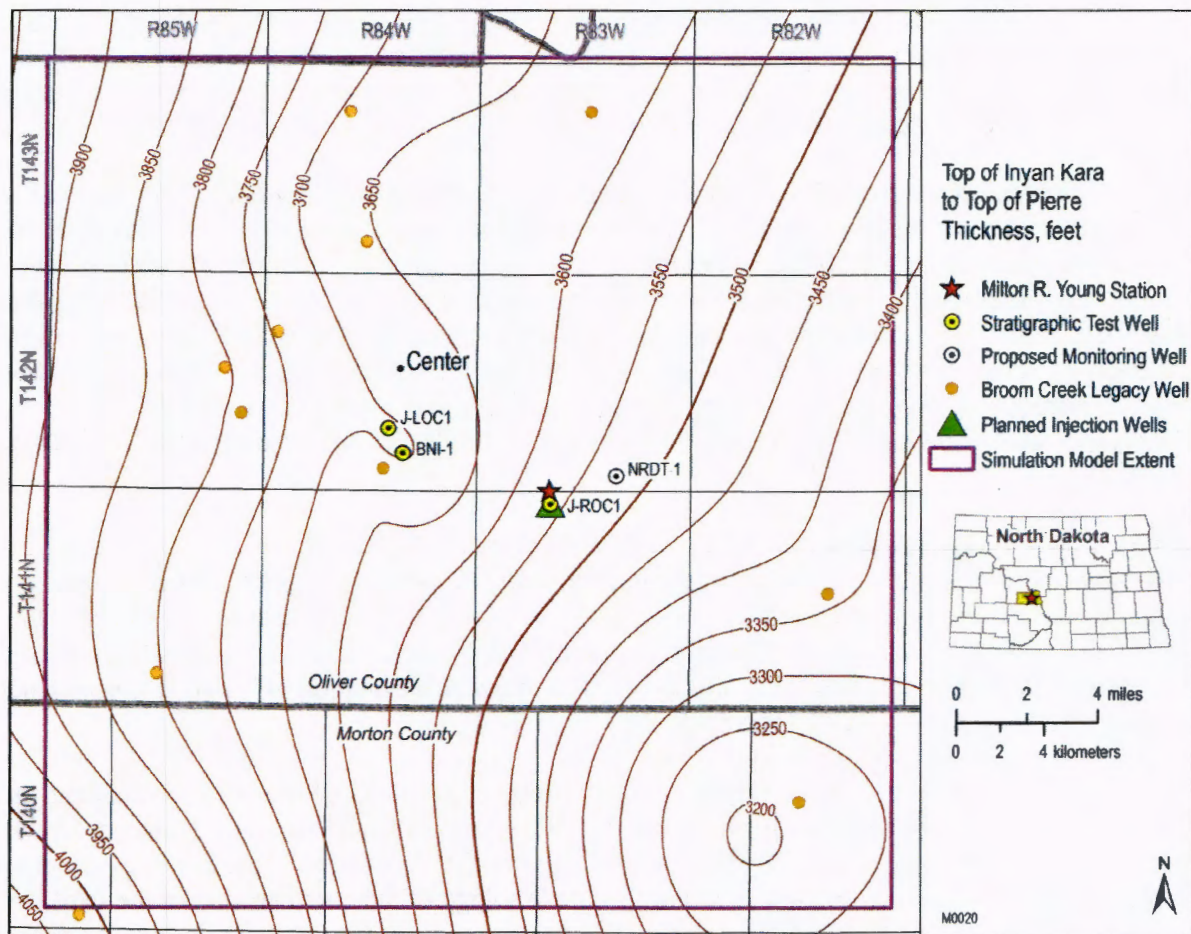 R85W
R84W
R83W
R82W
T143N
T142N
T141N
T140N
3900
3850
3800
3750
3700
3650
3600
3550
3500
3450
3400
3350
3300
3250
3200
3950
4000
4050
Center
J-LOC1
BNI-1
NRDT 1
J-ROC1
Oliver County
Morton County
Top of Inyan Kara
to Top of Pierre
Thickness, feet
Milton R. Young Station
Stratigraphic Test Well
Proposed Monitoring Well
Broom Creek Legacy Well
Planned Injection Wells
Simulation Model Extent
North Dakota
0 2 4 miles
0 2 4 kilometers
N
M0020